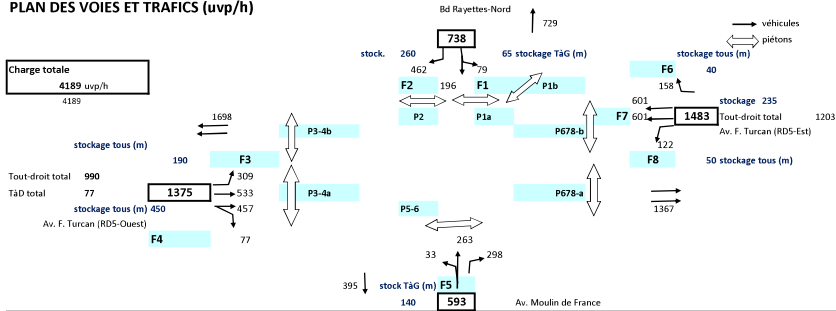 PLAN DES VOIES ET TRAFICS (uvp/h)
Bd Rayettes-Nord
729
véhicules
piétons
stock. 260
738
65 stockage TàG (m)
stockage tous (m)
F6 40
Charge totale
4189 uvp/h
4189
462
79
158
F2 196 F1 P1b
stockage 235
P2 P1a
601
601
F7
1483
Tout-droit total 1203
Av. F. Turcan (RD5-Est)
1698
P3-4b
P678-b
122
stockage tous (m)
190 F3
F8 50 stockage tous (m)
Tout-droit total 990
309
TàD total 77
1375
533
P3-4a
P678-a
stockage tous (m) 450
457
P5-6
1367
Av. F. Turcan (RD5-Ouest)
F4 77
263
33
298
395
stock TàG (m) F5
140
593
Av. Moulin de France